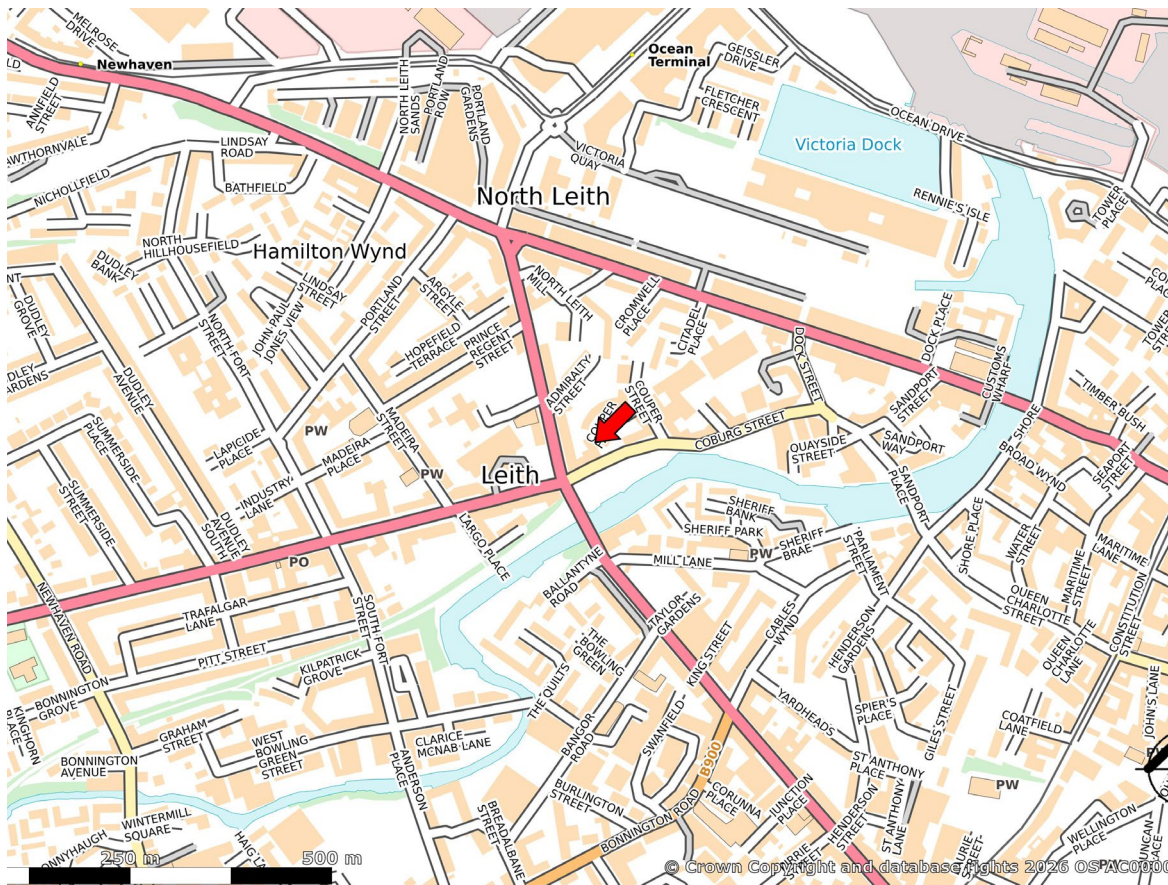 MELROSE
DRIVE
Newhaven
ANNFIELD
STREET
AWTHORNVALE
NICHOLLFIELD
LINDSAY
ROAD
BATHFIELD
NORTH LEITH
SANDS
PORTLAND
ROW
PORTLAND
GARDENS
Ocean
Terminal
GEISSLER
DRIVE
FLETCHER
CRESCENT
VICTORIA
QUAY
Victoria Dock
OCEAN DRIVE
RENNIE'S ISLE
TOWER
PLACE
North Leith
Hamilton Wynd
NORTH
HILLHOUSEFIELD
DUDLEY
BANK
DUDLEY
GROVE
LINDSAY
STREET
JOHN PAUL
JONES VIEW
PORTLAND
STREET
ARGYLE
STREET
HOPEFIELD
TERRACE
PRINCE
REGENT
STREET
NORTH LEITH
MILL
CROMWELL
PLACE
CITADEL
PLACE
DOCK STREET
DOCK PLACE
CUSTOMS
WHARF
SANDPORT
STREET
TIMBER BUSH
SHORE
BROAD WYND
SEAPORT
STREET
NORTH FORT
STREET
DUDLEY
AVENUE
ADMIRALTY
STREET
COUPER
STREET
COBURG STREET
QUAYSIDE
STREET
SANDPORT
WAY
SANDPORT
PLACE
SUMMERSIDE
PLACE
SUMMERSIDE
STREET
LAPICIDE
PLACE
PW
MADEIRA
PLACE
MADEIRA
STREET
PW
INDUSTRY
LANE
DUDLEY
AVENUE
SOUTH
Leith
LARGO PLACE
PO
SHERIFF
BANK
SHERIFF PARK
SHERIFF
BRAE
PW
MILL LANE
PARLIAMENT
STREET
SHORE PLACE
WATER
STREET
MARITIME
STREET
MARITIME
LANE
QUEEN
CHARLOTTE
STREET
QUEEN
CHARLOTTE
LANE
CONSTITUTION
STREET
BALLANTYNE
ROAD
TAYLOR
GARDENS
CABLES
WYND
HENDERSON
GARDENS
NEWHAVEN ROAD
TRAFALGAR
LANE
PITT STREET
SOUTH FORT
STREET
KILPATRICK
GROVE
BONNINGTON
GROVE
THE
BOWLING
GREEN
THE QUILTS
KING STREET
KINGHORN
PLACE
GRAHAM
STREET
WEST
BOWLING
GREEN
STREET
CLARICE
MCNAB LANE
BANGOR
ROAD
SWANFIELD
B900
YARDHEADS
SPIER'S
PLACE
GILES STREET
COATFIELD
LANE
JOHN'S LANE
BONNINGTON
AVENUE
ANDERSON
PLACE
BURLINGTON
STREET
BONNINGTON ROAD
CORUNNA
PLACE
JUNCTION
PLACE
ST ANTHONY
PLACE
ST ANTHONY
LANE
HENDERSON
STREET
PW
WELLINGTON
PLACE
WINTERMILL
SQUARE
BREADALBANE
STREET
250 m
500 m
© Crown Copyright and database rights 2026 OS AC0000